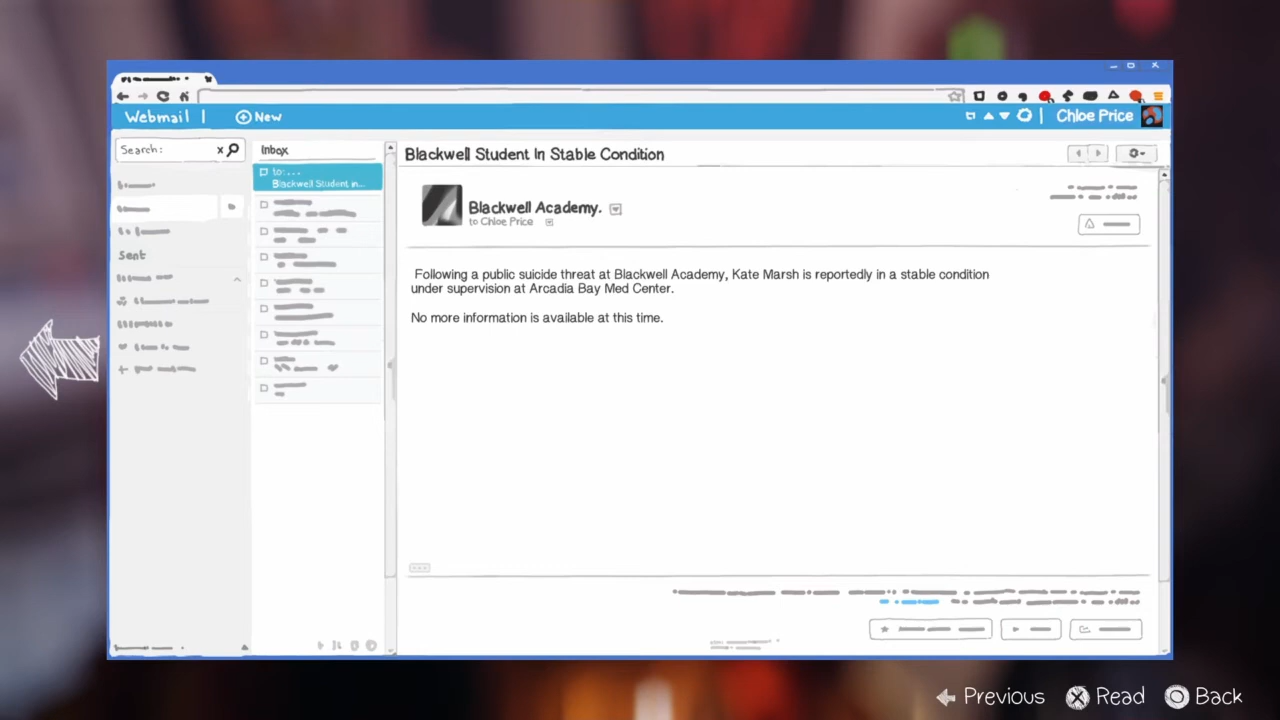 Webmail |
New
Chloe Price
Search: x
Inbox
to:...
Blackwell Student in...
Sent
Blackwell Student In Stable Condition
Blackwell Academy.
to Chloe Price
Following a public suicide threat at Blackwell Academy, Kate Marsh is reportedly in a stable condition
under supervision at Arcadia Bay Med Center.
No more information is available at this time.
Previous
Read
Back